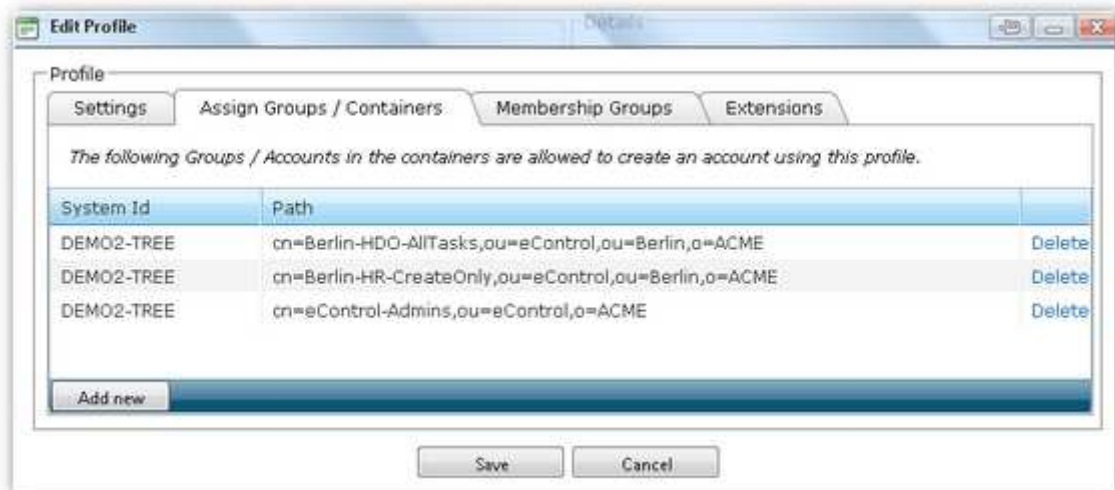 Edit Profile
Details
Profile
Settings Assign Groups / Containers Membership Groups Extensions
The following Groups / Accounts in the containers are allowed to create an account using this profile.
System Id Path
DEMO2-TREE cn=Berlin-HDO-AllTasks,ou=eControl,ou=Berlin,o=ACME Delete
DEMO2-TREE cn=Berlin-HR-CreateOnly,ou=eControl,ou=Berlin,o=ACME Delete
DEMO2-TREE cn=eControl-Admins,ou=eControl,o=ACME Delete
Add new
Save Cancel